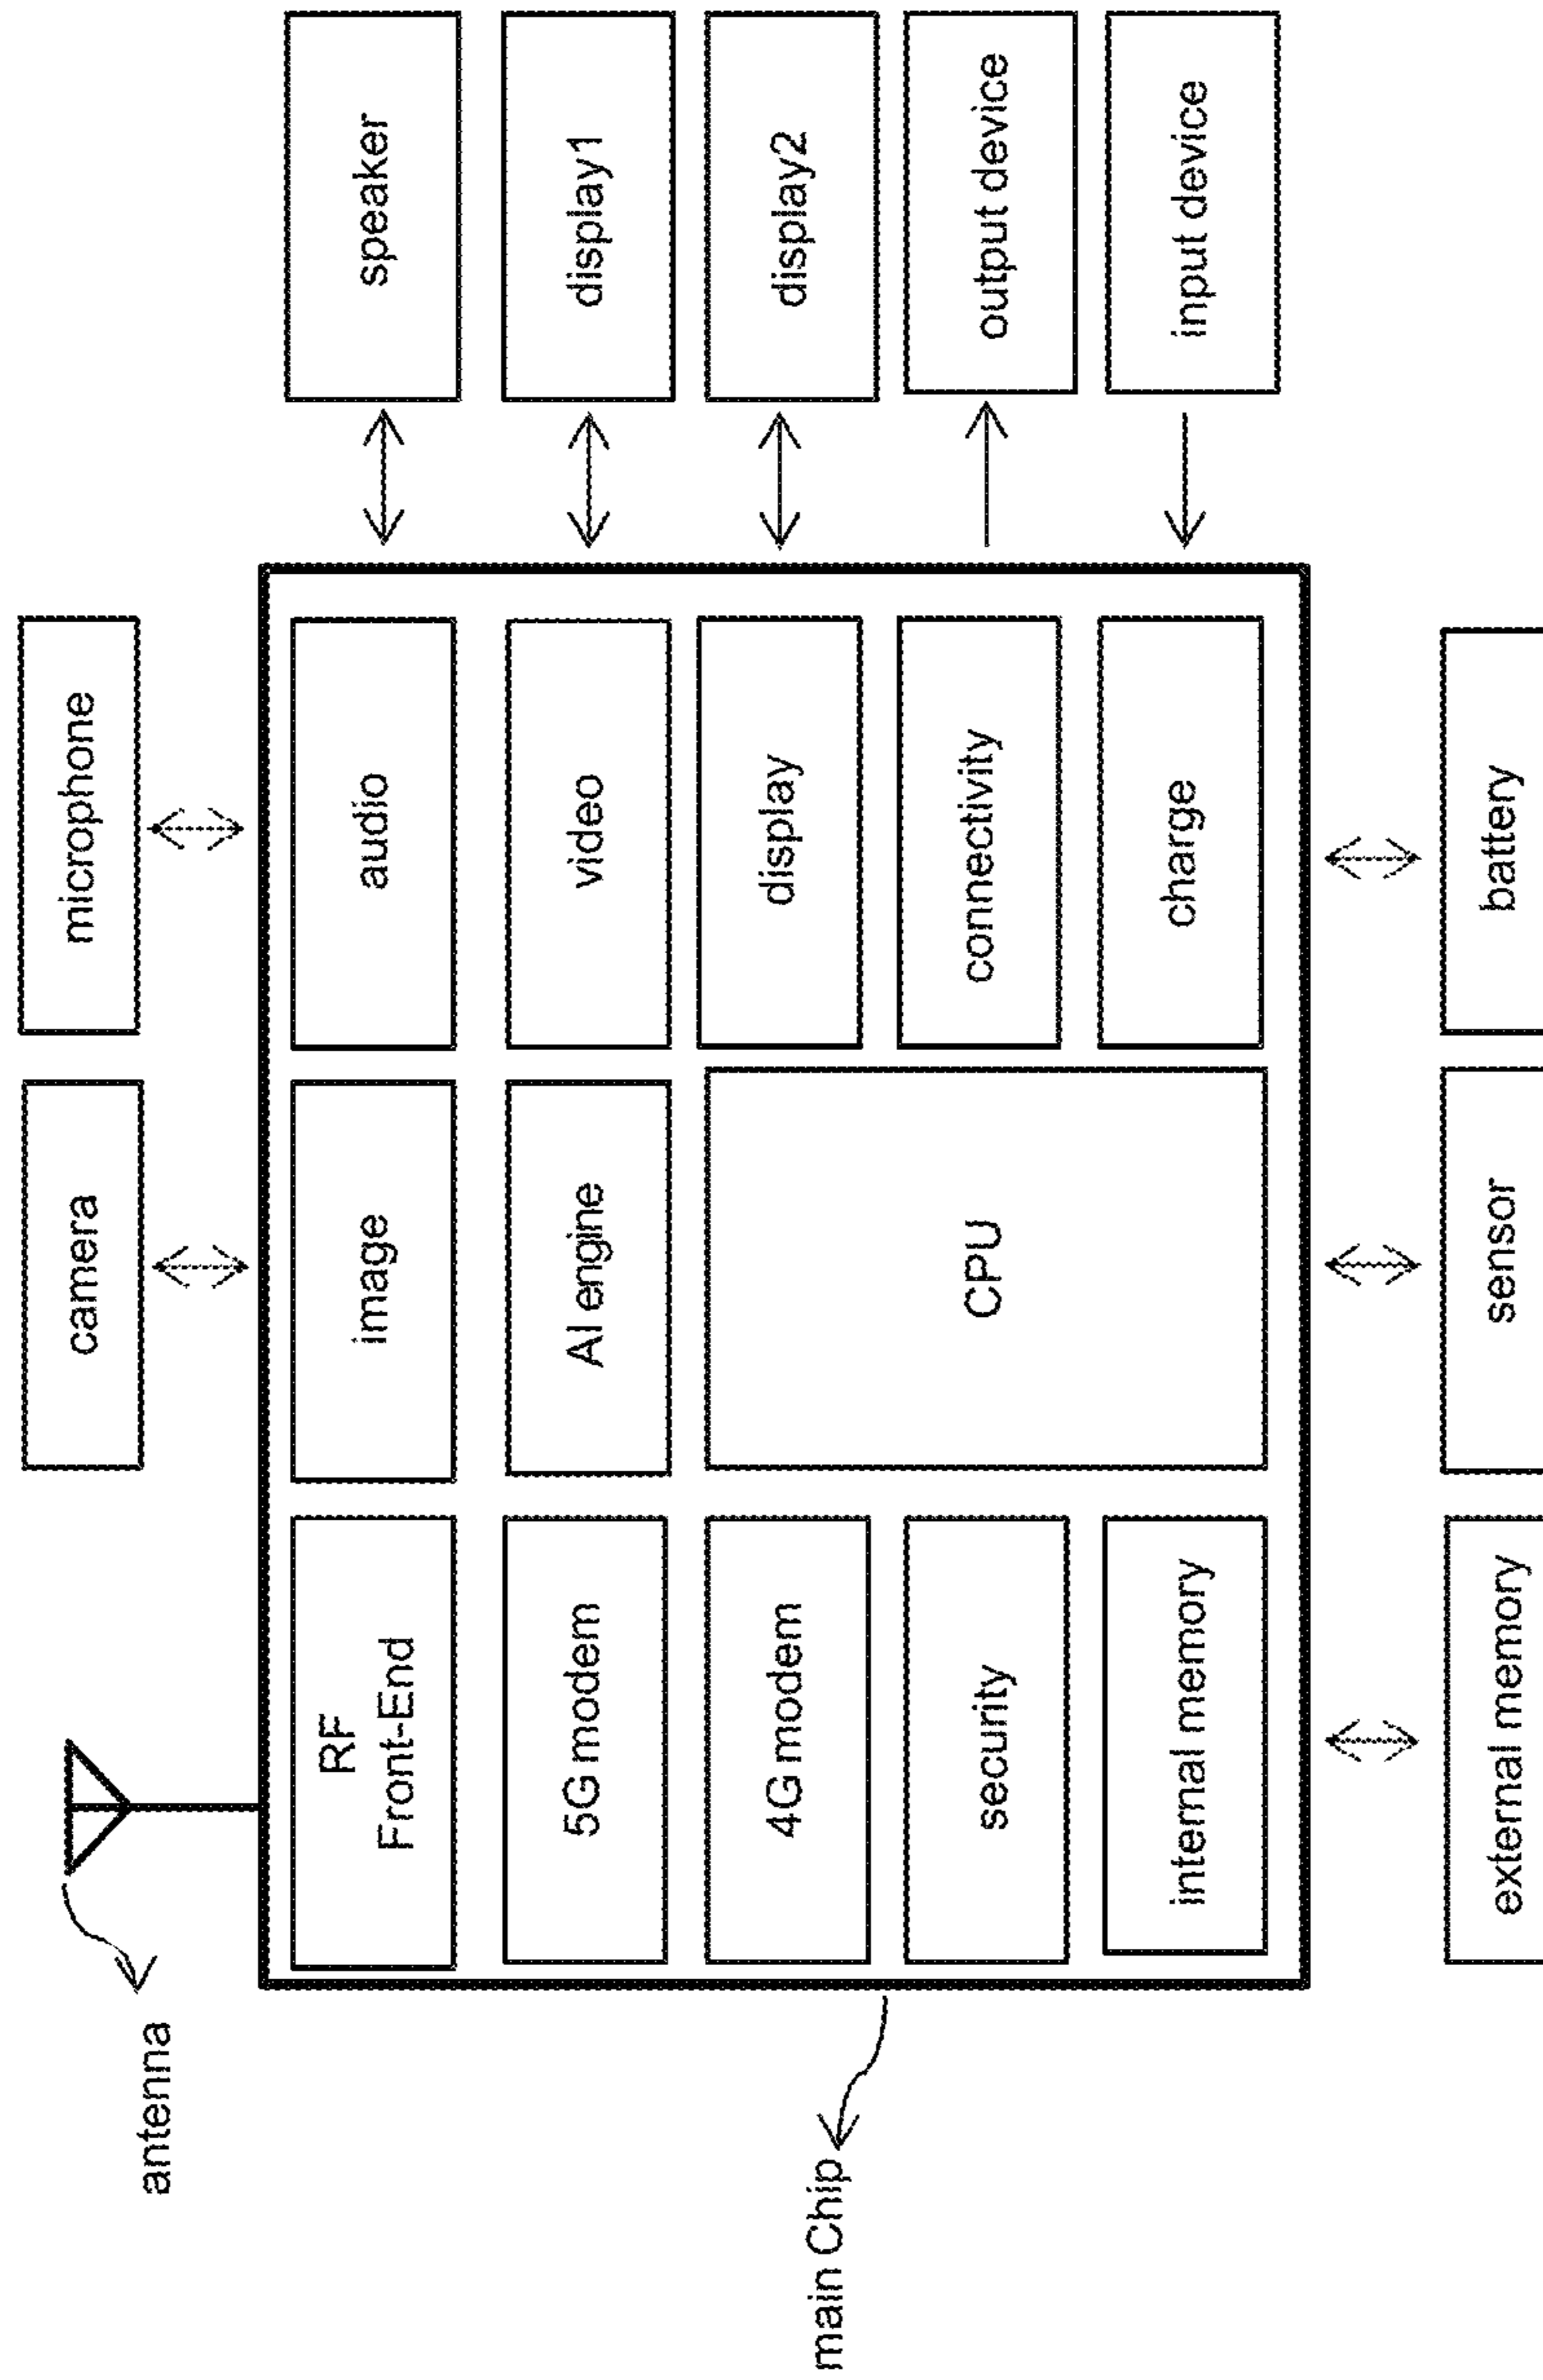 antenna
camera
microphone
RF
Front-End
image
audio
speaker
5G modem
AI engine
video
display1
4G modem
CPU
display
display2
main Chip
security
connectivity
output device
internal memory
charge
input device
external memory
sensor
battery